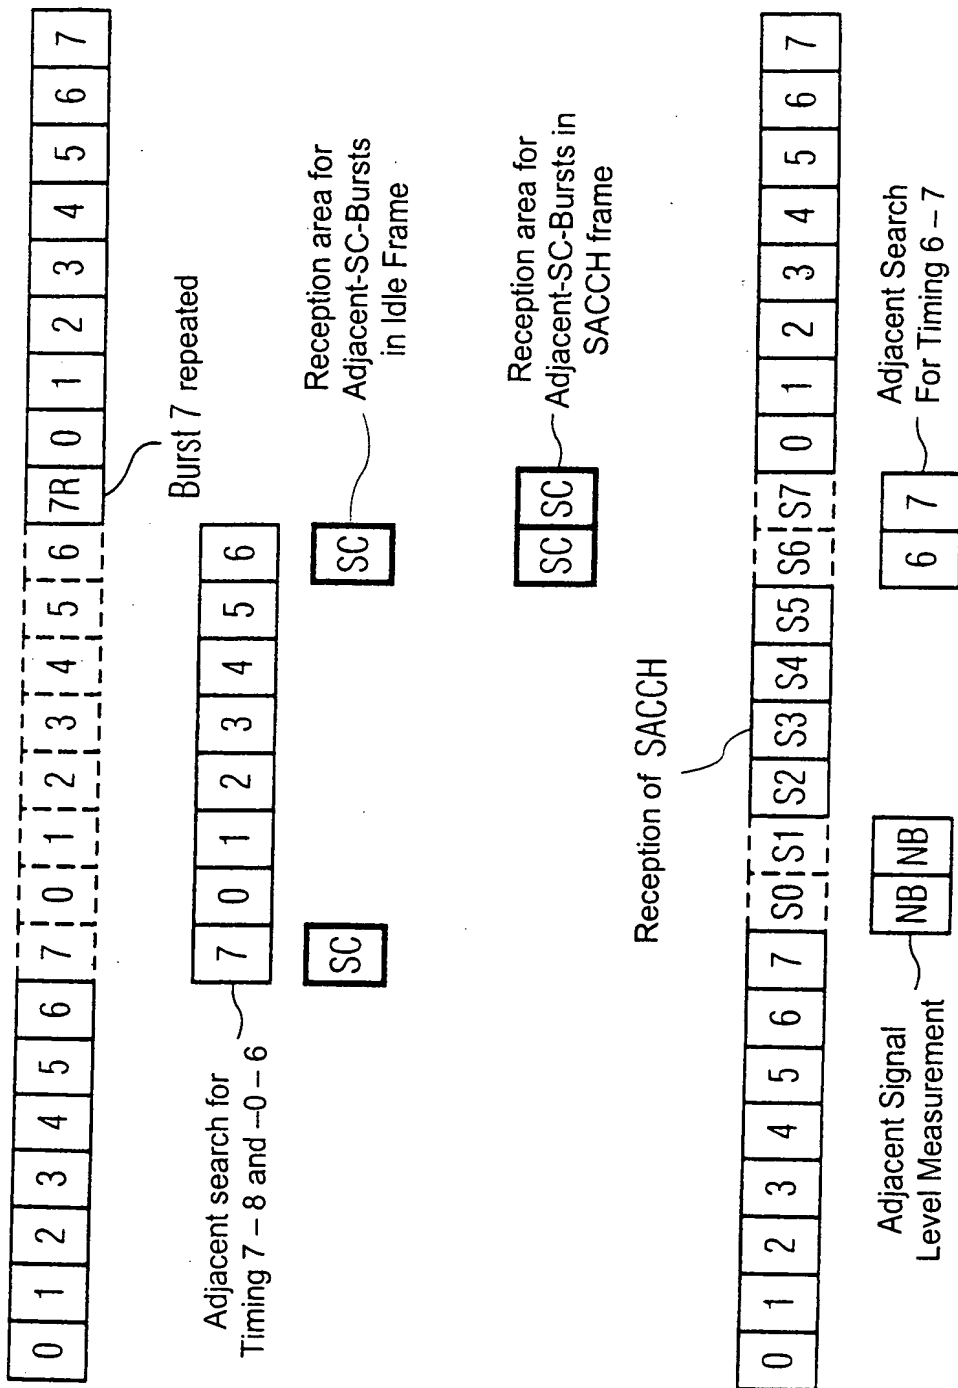 0 1 2 3 4 5 6 7 0 1 2 3 4 5 6 7R 0 1 2 3 4 5 6 7
Burst 7 repeated
7 0 1 2 3 4 5 6
Adjacent search for
Timing 7 – 8 and –0 – 6
SC SC
Reception area for
Adjacent-SC-Bursts
in Idle Frame
SC SC
Reception area for
Adjacent-SC-Bursts in
SACCH frame
Reception of SACCH
0 1 2 3 4 5 6 7 S0 S1 S2 S3 S4 S5 S6 S7 0 1 2 3 4 5 6 7
NB NB
6 7
Adjacent Signal
Level Measurement
Adjacent Search
For Timing 6 – 7